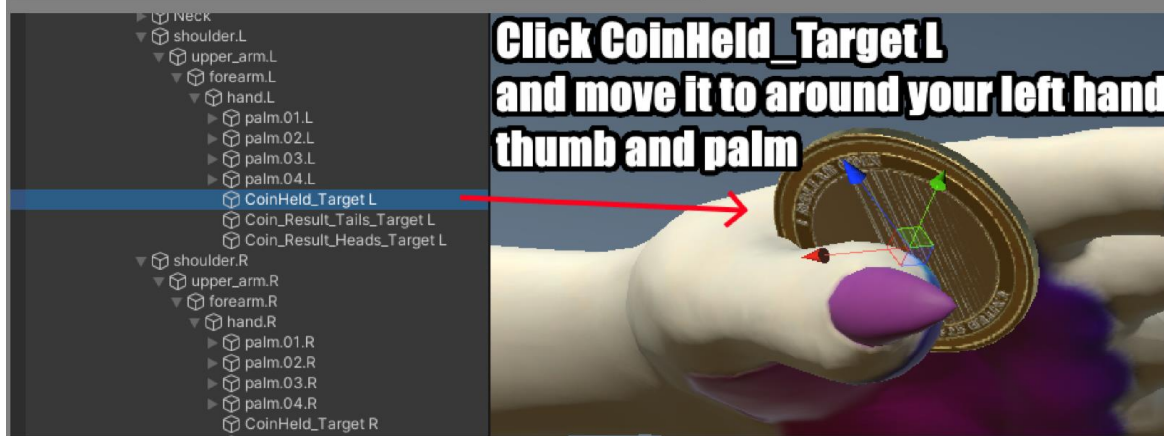 Neck
shoulder.L
upper_arm.L
forearm.L
hand.L
palm.01.L
palm.02.L
palm.03.L
palm.04.L
CoinHeld_Target L
Coin_Result_Tails_Target L
Coin_Result_Heads_Target L
shoulder.R
upper_arm.R
forearm.R
hand.R
palm.01.R
palm.02.R
palm.03.R
palm.04.R
CoinHeld_Target R
Click CoinHeld_Target L
and move it to around your left hand
thumb and palm